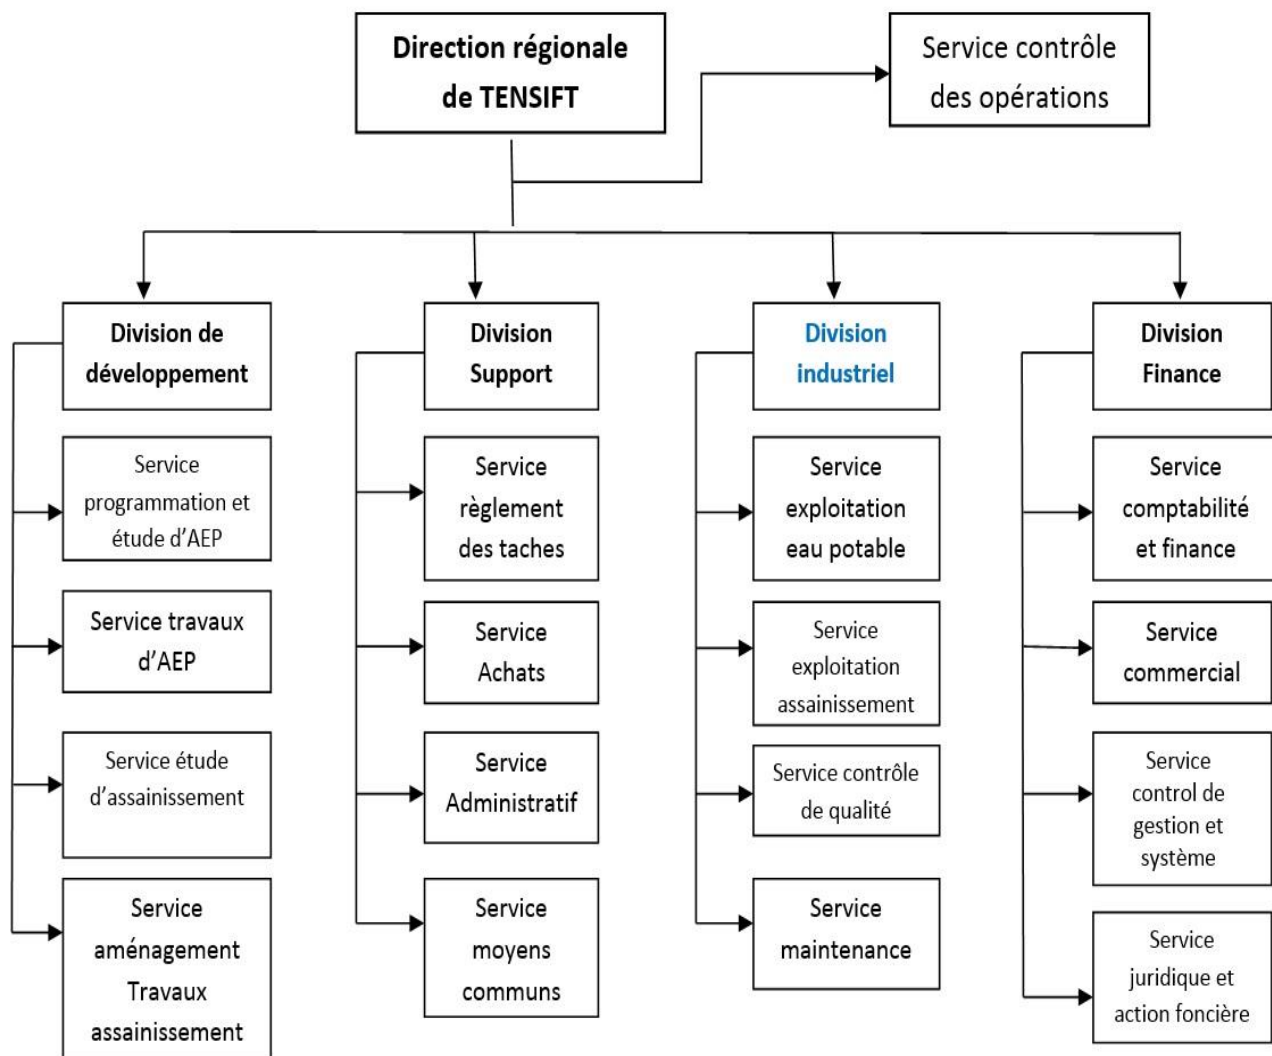 Direction régionale
de TENSIFT
Service contrôle
des opérations
Division de
développement
Service
programmation et
étude d'AEP
Service travaux
d'AEP
Service étude
d'assainissement
Service
aménagement
Travaux
assainissement
Division
Support
Service
règlement
des taches
Service
Achats
Service
Administratif
Service
moyens
communs
Division
industriel
Service
exploitation
eau potable
Service
exploitation
assainissement
Service contrôle
de qualité
Service
maintenance
Division
Finance
Service
comptabilité
et finance
Service
commercial
Service
control de
gestion et
système
Service
juridique et
action foncière